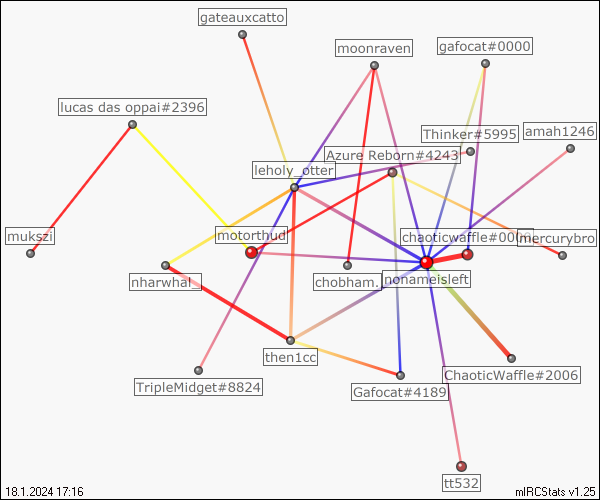 gateauxcatto
moonraven
gafocat#0000
lucas das oppai#2396
Thinker#5995
amah1246
Azure Reborn#4243
leholy_otter
mukszi
motorthud
chaoticwaffle#00
mercurybro
nharwhal_
chobham.
nonameisleft
then1cc
TripleMidget#8824
Gafocat#4189
ChaoticWaffle#2006
tt532
18.1.2024 17:16
mIRCStats v1.25